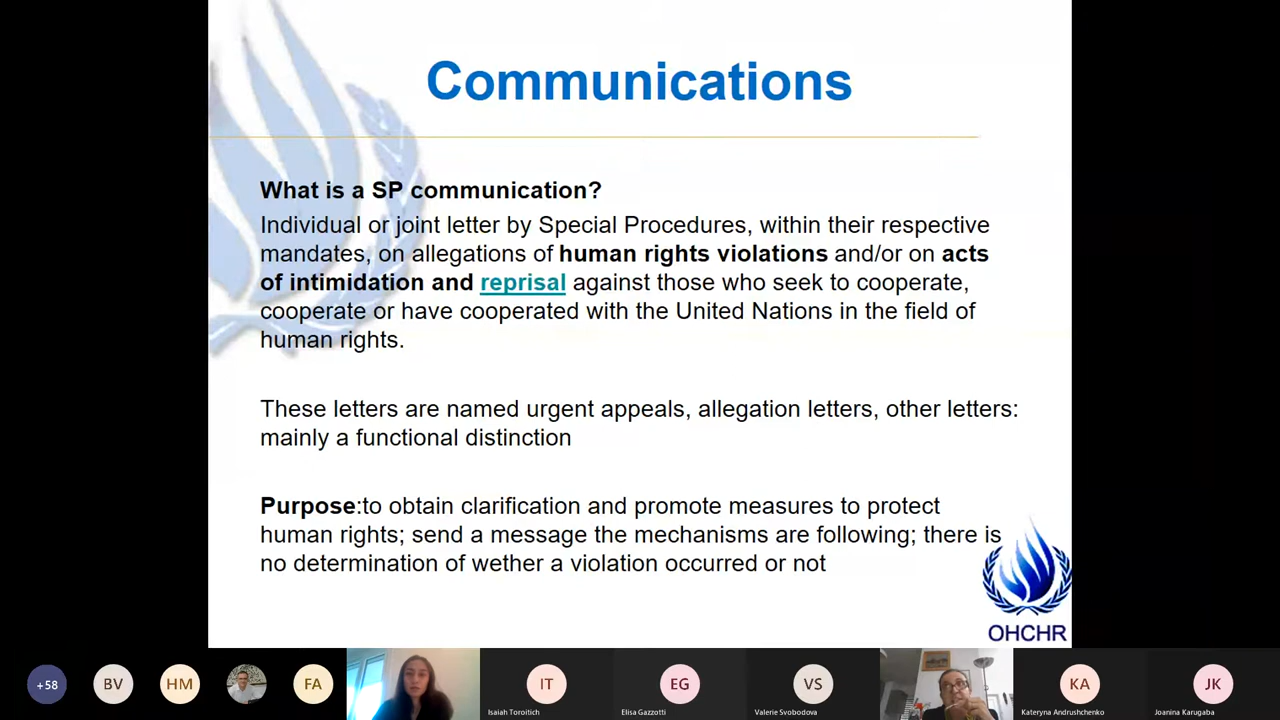 Communications
What is a SP communication?
Individual or joint letter by Special Procedures, within their respective
mandates, on allegations of human rights violations and/or on acts
of intimidation and reprisal against those who seek to cooperate,
cooperate or have cooperated with the United Nations in the field of
human rights.
These letters are named urgent appeals, allegation letters, other letters:
mainly a functional distinction
Purpose:to obtain clarification and promote measures to protect
human rights; send a message the mechanisms are following; there is
no determination of wether a violation occurred or not
OHCHR
+58
BV
HM
FA
IT
EG
VS
KA
JK
Isaiah Toroitich
Elisa Gazzotti
Valerie Svobodova
Kateryna Andrushchenko
Joanina Karugaba